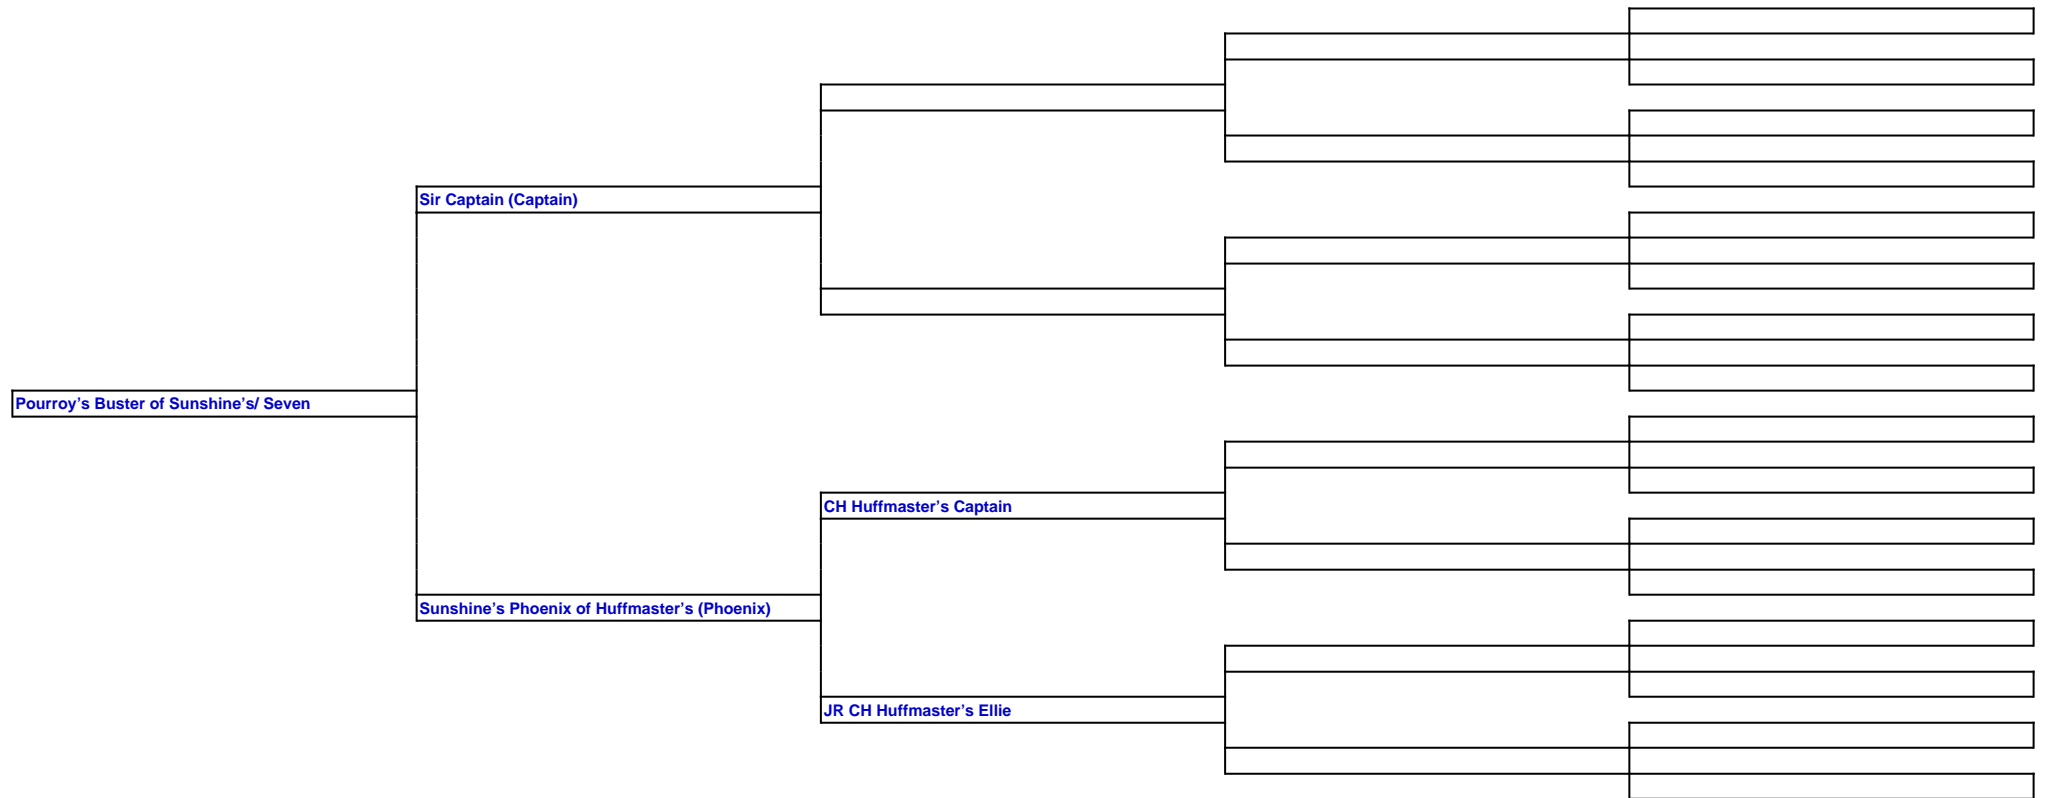 Sir Captain (Captain)
Pourroy’s Buster of Sunshine’s/ Seven
CH Huffmaster’s Captain
Sunshine’s Phoenix of Huffmaster’s (Phoenix)
JR CH Huffmaster’s Ellie